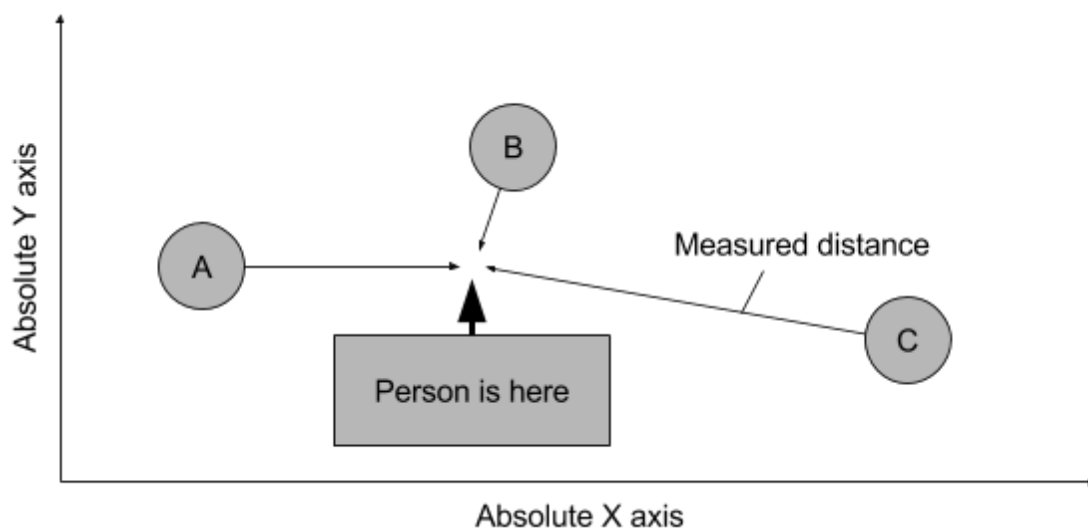 B
Absolute Y axis
A
Measured distance
C
Person is here
Absolute X axis